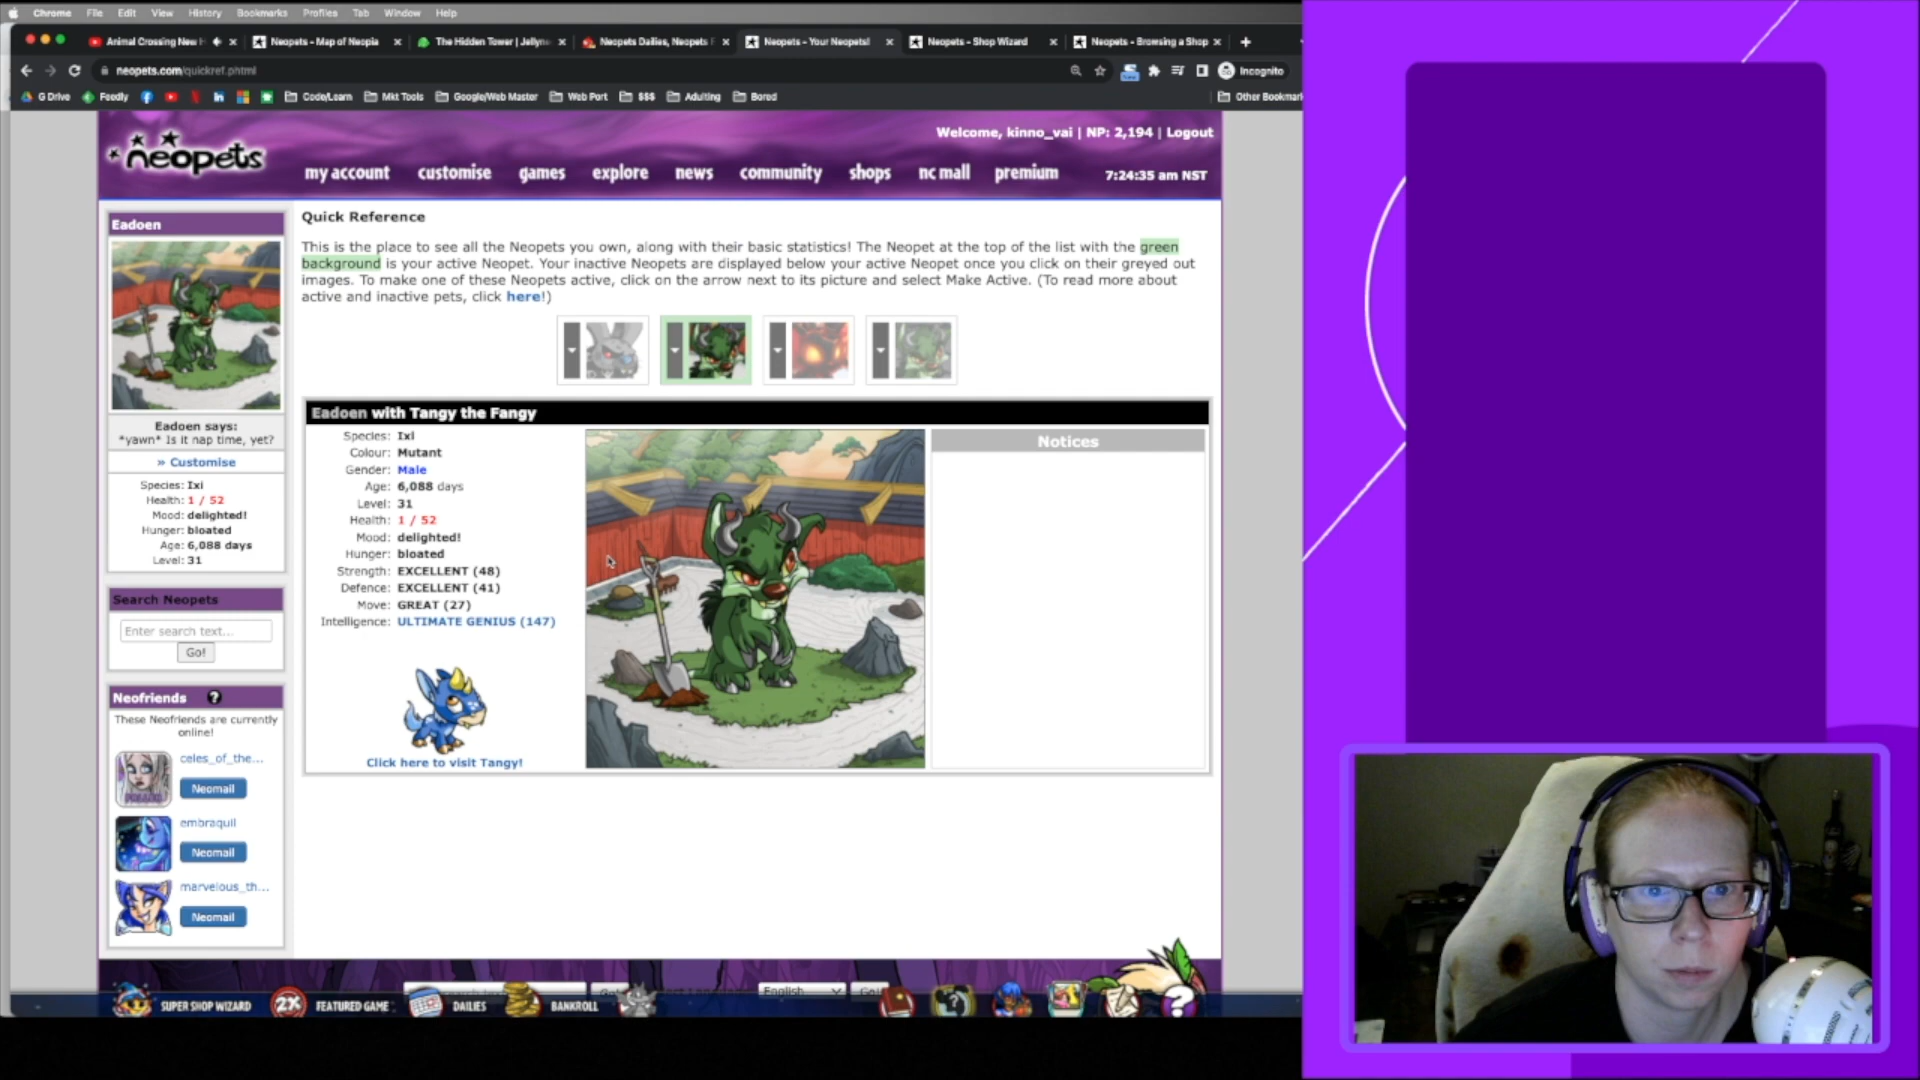 Chrome File Edit View History Bookmarks Profiles Tab Window Help
Animal Crossing New H
Neopets - Map of Neopia
The Hidden Tower | Jellyne
Neopets Dailies, Neopets F
Neopets - Your Neopets!
Neopets - Shop Wizard
Neopets - Browsing a Shop
neopets.com/quickref.phtml
Incognito
G Drive Feedly Code/Learn Mkt Tools Google/Web Master Web Port $$$ Adulting Bored Other Bookmar
neopets
Welcome, kinno_vai | NP: 2,194 | Logout
my account customise games explore news community shops nc mall premium
7:24:35 am NST
Eadoen
Eadoen says:
*yawn* Is it nap time, yet?
» Customise
Species: Ixi
Health: 1 / 52
Mood: delighted!
Hunger: bloated
Age: 6,088 days
Level: 31
Search Neopets
Enter search text...
Go!
Neofriends ?
These Neofriends are currently
online!
celes_of_the...
Neomail
embraquil
Neomail
marvelous_th...
Neomail
Quick Reference
This is the place to see all the Neopets you own, along with their basic statistics! The Neopet at the top of the list with the green
background is your active Neopet. Your inactive Neopets are displayed below your active Neopet once you click on their greyed out
images. To make one of these Neopets active, click on the arrow next to its picture and select Make Active. (To read more about
active and inactive pets, click here!)
Eadoen with Tangy the Fangy
Species: Ixi
Colour: Mutant
Gender: Male
Age: 6,088 days
Level: 31
Health: 1 / 52
Mood: delighted!
Hunger: bloated
Strength: EXCELLENT (48)
Defence: EXCELLENT (41)
Move: GREAT (27)
Intelligence: ULTIMATE GENIUS (147)
Click here to visit Tangy!
Notices
English
SUPER SHOP WIZARD
2X FEATURED GAME
DAILIES
BANKROLL